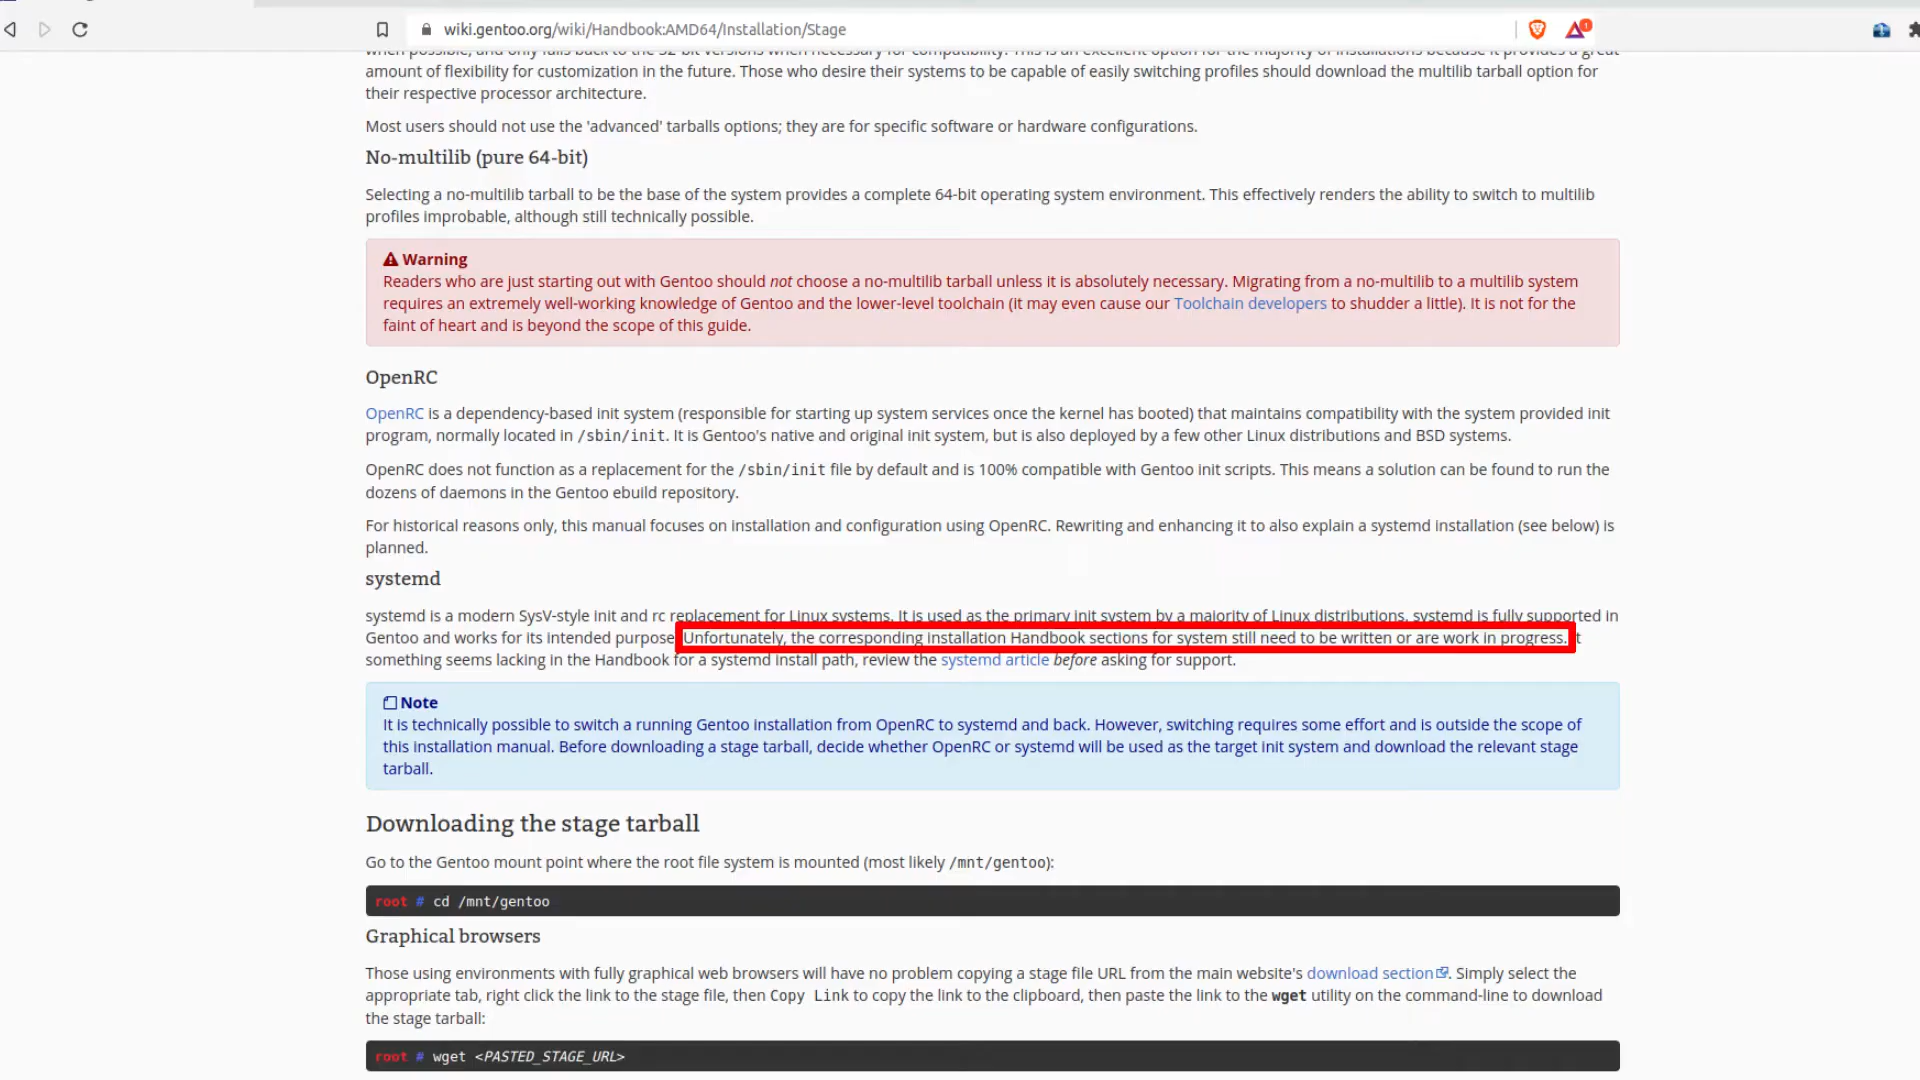 wiki.gentoo.org/wiki/Handbook:AMD64/Installation/Stage
1
when possible, and only falls back to the 32-bit versions when necessary for compatibility. This is an excellent option for the majority of installations because it provides a great
amount of flexibility for customization in the future. Those who desire their systems to be capable of easily switching profiles should download the multilib tarball option for
their respective processor architecture.
Most users should not use the 'advanced' tarballs options; they are for specific software or hardware configurations.
No-multilib (pure 64-bit)
Selecting a no-multilib tarball to be the base of the system provides a complete 64-bit operating system environment. This effectively renders the ability to switch to multilib
profiles improbable, although still technically possible.
Warning
Readers who are just starting out with Gentoo should not choose a no-multilib tarball unless it is absolutely necessary. Migrating from a no-multilib to a multilib system
requires an extremely well-working knowledge of Gentoo and the lower-level toolchain (it may even cause our Toolchain developers to shudder a little). It is not for the
faint of heart and is beyond the scope of this guide.
OpenRC
OpenRC is a dependency-based init system (responsible for starting up system services once the kernel has booted) that maintains compatibility with the system provided init
program, normally located in /sbin/init. It is Gentoo's native and original init system, but is also deployed by a few other Linux distributions and BSD systems.
OpenRC does not function as a replacement for the /sbin/init file by default and is 100% compatible with Gentoo init scripts. This means a solution can be found to run the
dozens of daemons in the Gentoo ebuild repository.
For historical reasons only, this manual focuses on installation and configuration using OpenRC. Rewriting and enhancing it to also explain a systemd installation (see below) is
planned.
systemd
systemd is a modern SysV-style init and rc replacement for Linux systems. It is used as the primary init system by a majority of Linux distributions. systemd is fully supported in
Gentoo and works for its intended purpose Unfortunately, the corresponding installation Handbook sections for system still need to be written or are work in progress.
something seems lacking in the Handbook for a systemd install path, review the systemd article before asking for support.
Note
It is technically possible to switch a running Gentoo installation from OpenRC to systemd and back. However, switching requires some effort and is outside the scope of
this installation manual. Before downloading a stage tarball, decide whether OpenRC or systemd will be used as the target init system and download the relevant stage
tarball.
Downloading the stage tarball
Go to the Gentoo mount point where the root file system is mounted (most likely /mnt/gentoo):
root # cd /mnt/gentoo
Graphical browsers
Those using environments with fully graphical web browsers will have no problem copying a stage file URL from the main website's download section. Simply select the
appropriate tab, right click the link to the stage file, then Copy Link to copy the link to the clipboard, then paste the link to the wget utility on the command-line to download
the stage tarball:
root # wget <PASTED_STAGE_URL>